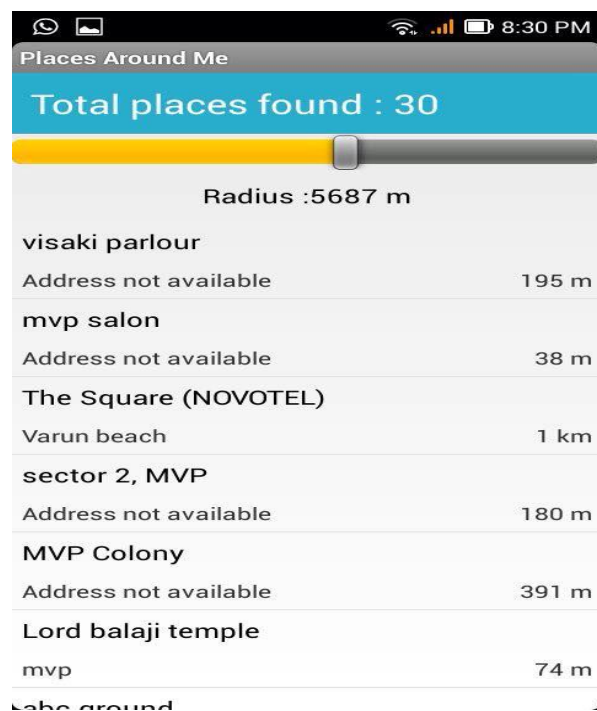 8:30 PM
Places Around Me
Total places found : 30
Radius :5687 m
visaki parlour
Address not available 195 m
mvp salon
Address not available 38 m
The Square (NOVOTEL)
Varun beach 1 km
sector 2, MVP
Address not available 180 m
MVP Colony
Address not available 391 m
Lord balaji temple
mvp 74 m
abc ground